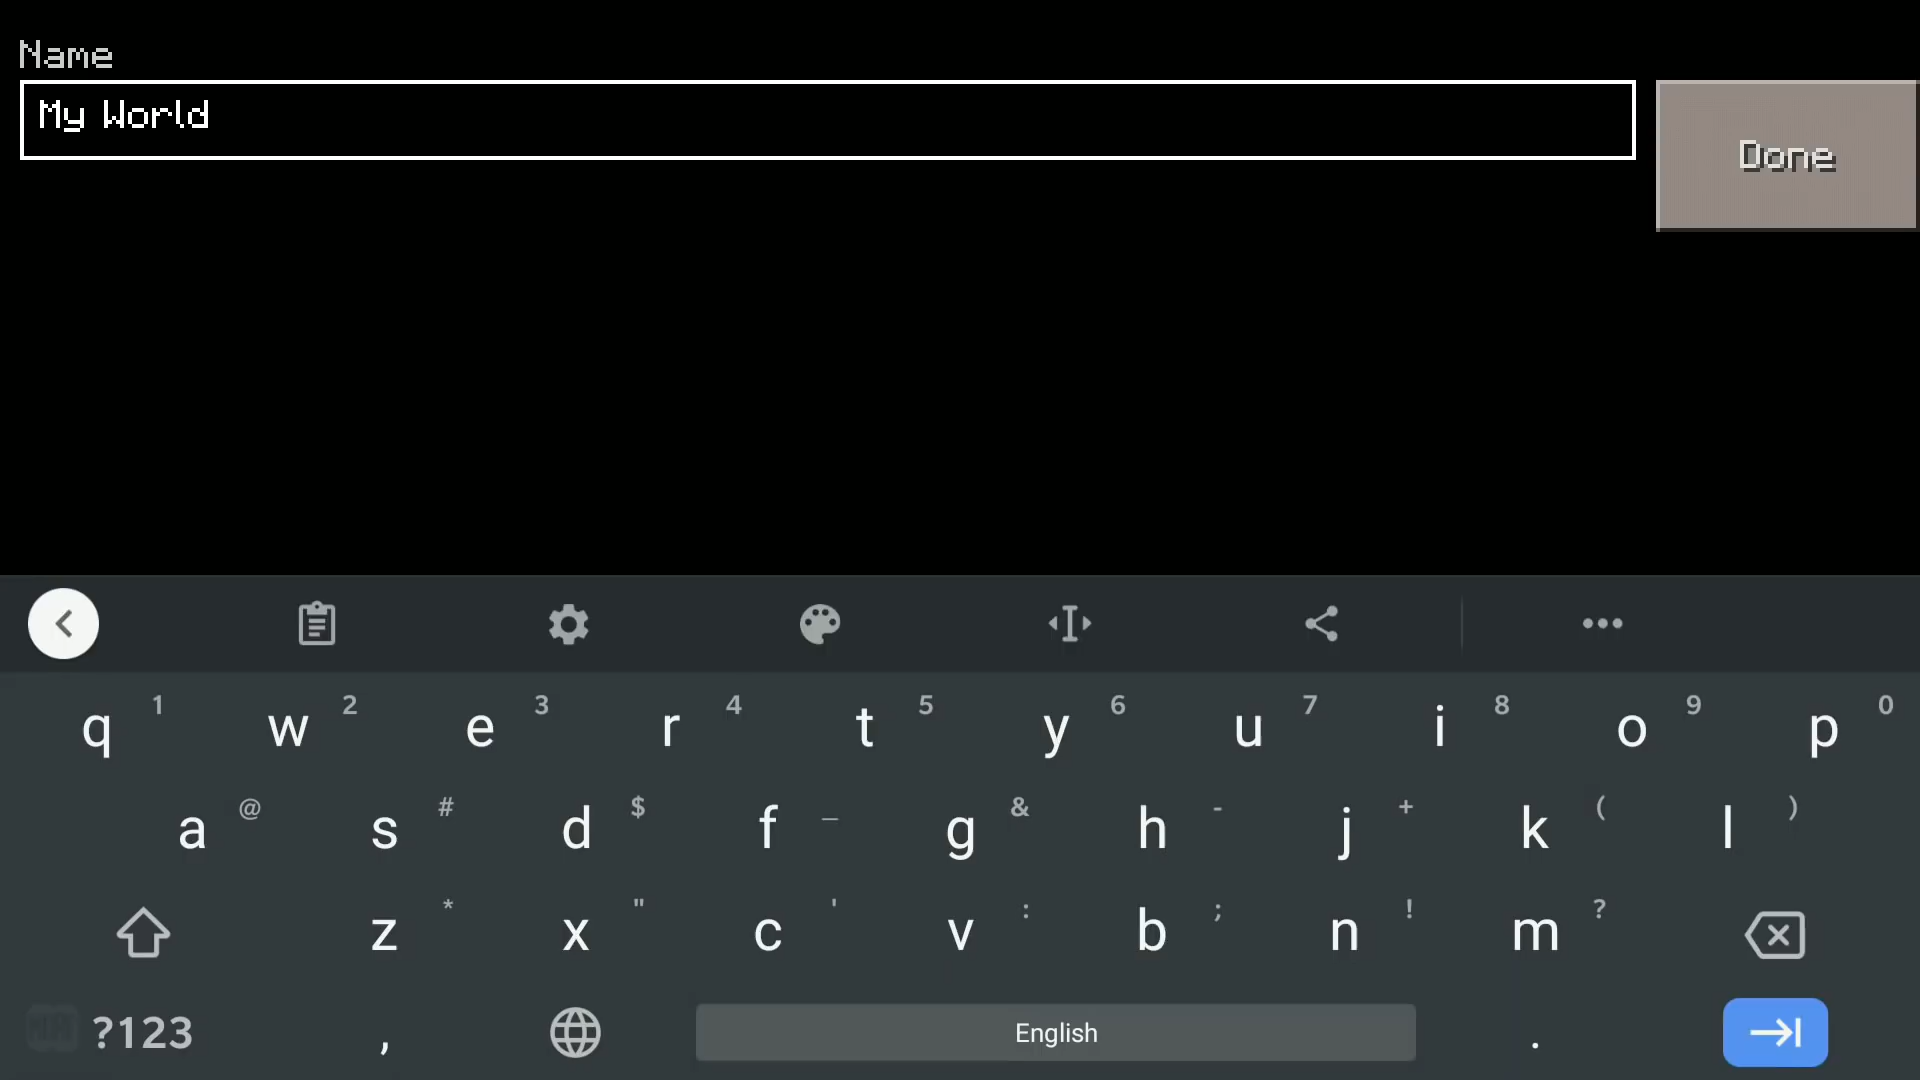 Name
My World
Done
q 1 w 2 e 3 r 4 t 5 y 6 u 7 i 8 o 9 p 0
a @ s # d $ f _ g & h - j + k ( l )
z * x " c ' v : b ; n ! m ?
?123 , English .